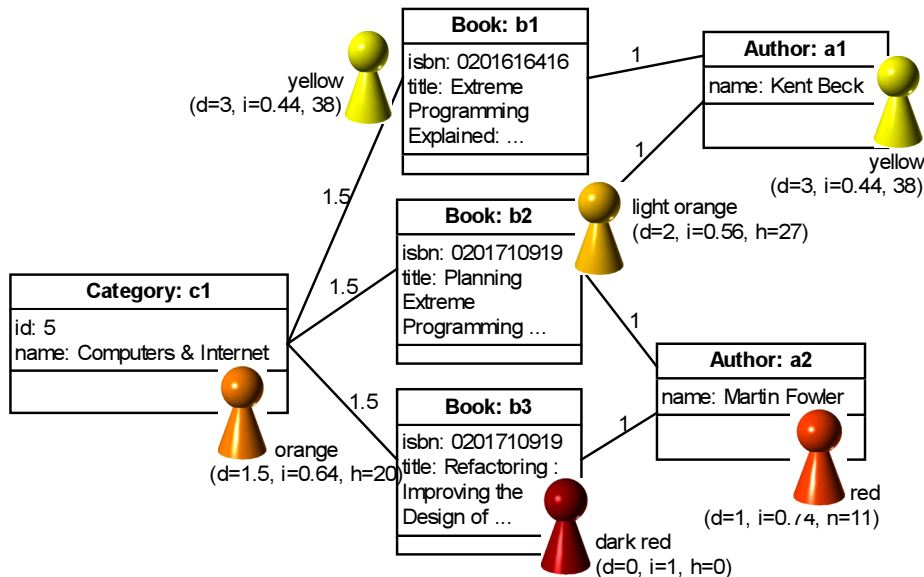 Book: b1
isbn: 0201616416
title: Extreme
Programming
Explained: ...
yellow
(d=3, i=0.44, 38)
1
Author: a1
name: Kent Beck
yellow
(d=3, i=0.44, 38)
1
1.5
Book: b2
isbn: 0201710919
title: Planning
Extreme
Programming ...
light orange
(d=2, i=0.56, h=27)
1.5
Category: c1
id: 5
name: Computers & Internet
1
Author: a2
name: Martin Fowler
1.5
Book: b3
isbn: 0201710919
title: Refactoring :
Improving the
Design of ...
1
orange
(d=1.5, i=0.64, h=20)
red
(d=1, i=0.74, h=11)
dark red
(d=0, i=1, h=0)